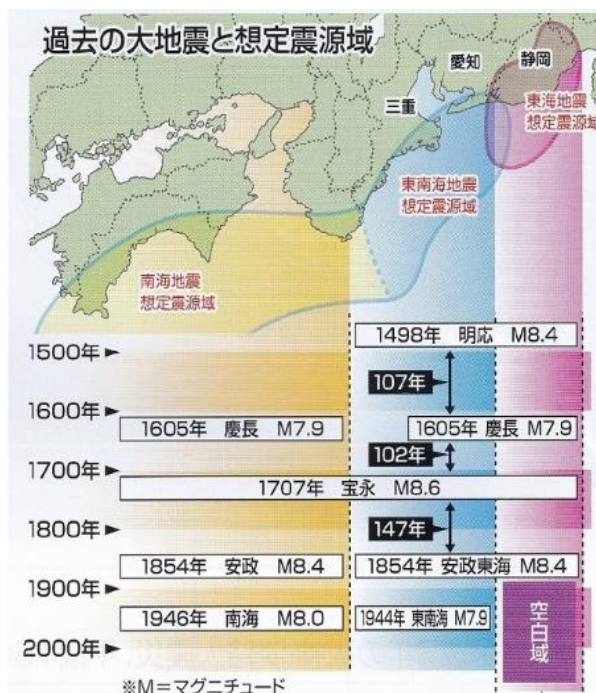 過去の大地震と想定震源域
愛知
静岡
三重
東海地震
想定震源域
東南海地震
想定震源域
南海地震
想定震源域
1498年 明応 M8.4
1500年
107年
1600年
1605年 慶長 M7.9
1605年 慶長 M7.9
102年
1700年
1707年 宝永 M8.6
147年
1800年
1854年 安政 M8.4
1854年 安政東海 M8.4
1900年
空白域
1946年 南海 M8.0
1944年 東南海 M7.9
2000年
※M=マグニチュード